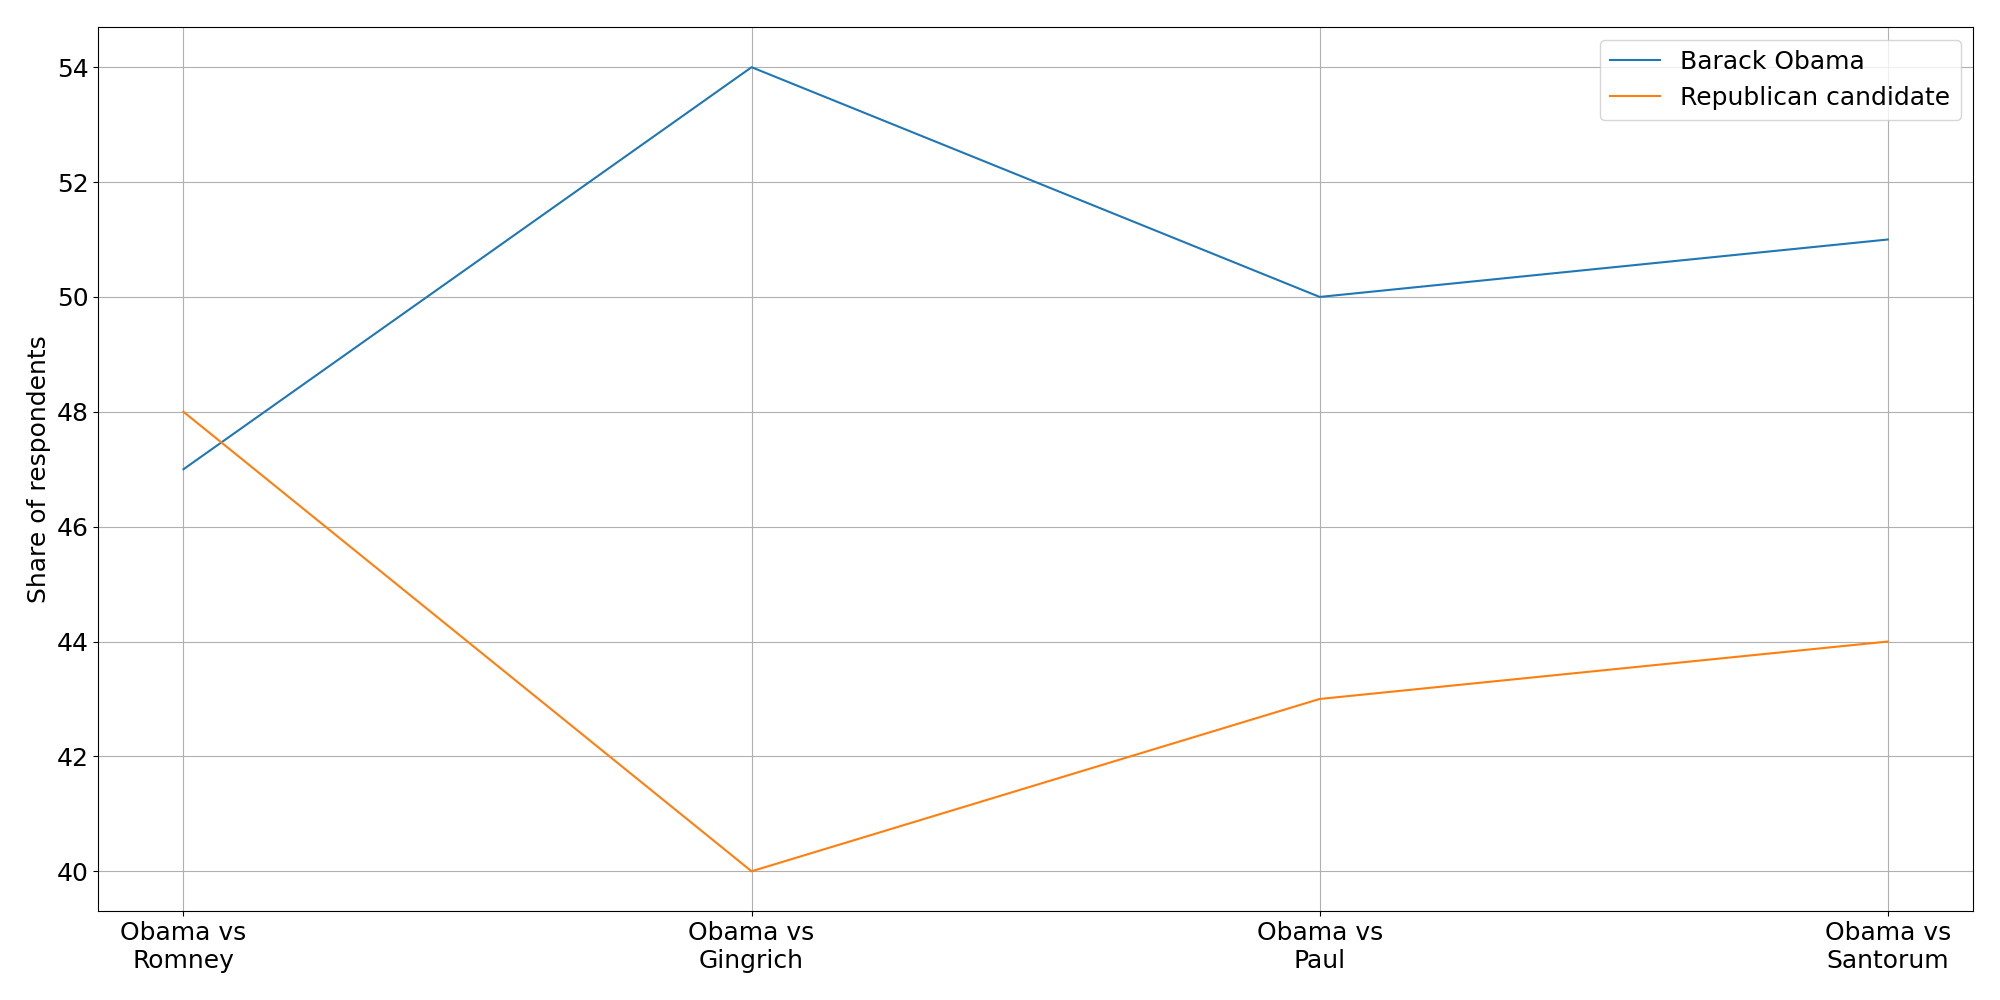 Barack Obama
Republican candidate
Share of respondents
54
52
50
48
46
44
42
40
Obama vs
Romney
Obama vs
Gingrich
Obama vs
Paul
Obama vs
Santorum